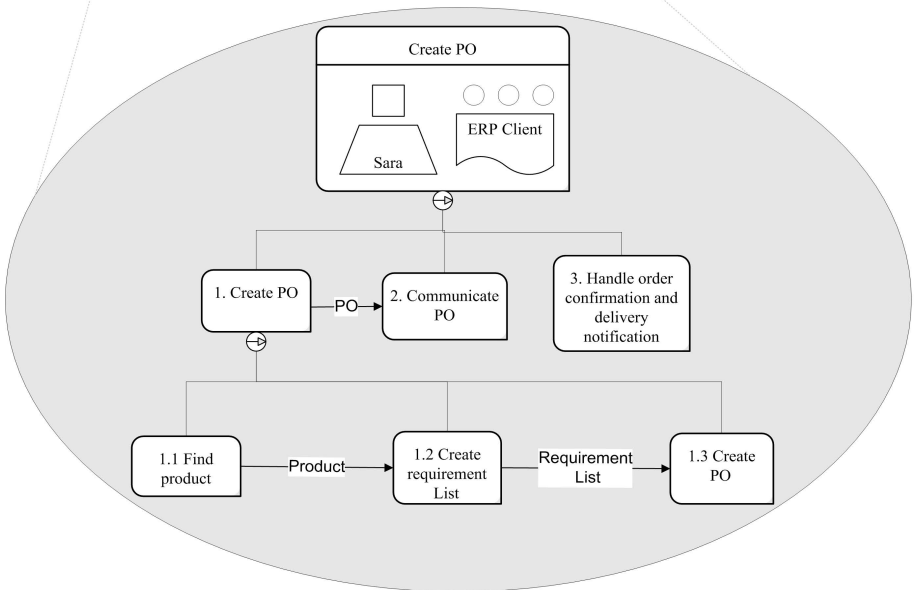 Create PO
Sara
ERP Client
1. Create PO
PO
2. Communicate
PO
3. Handle order
confirmation and
delivery
notification
1.1 Find
product
Product
1.2 Create
requirement
List
Requirement
List
1.3 Create
PO